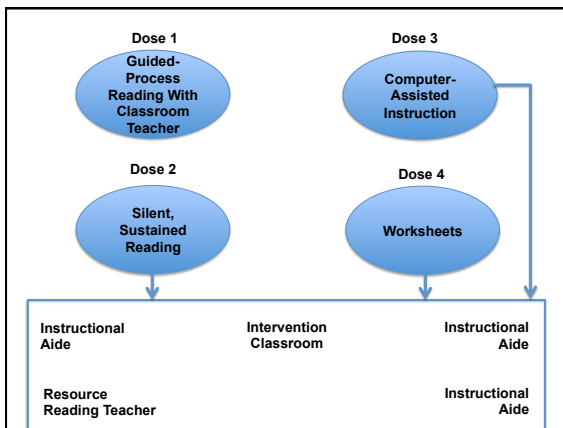 Dose 1
Guided-
Process
Reading With
Classroom
Teacher
Dose 3
Computer-
Assisted
Instruction
Dose 2
Silent,
Sustained
Reading
Dose 4
Worksheets
Instructional
Aide
Intervention
Classroom
Instructional
Aide
Resource
Reading Teacher
Instructional
Aide